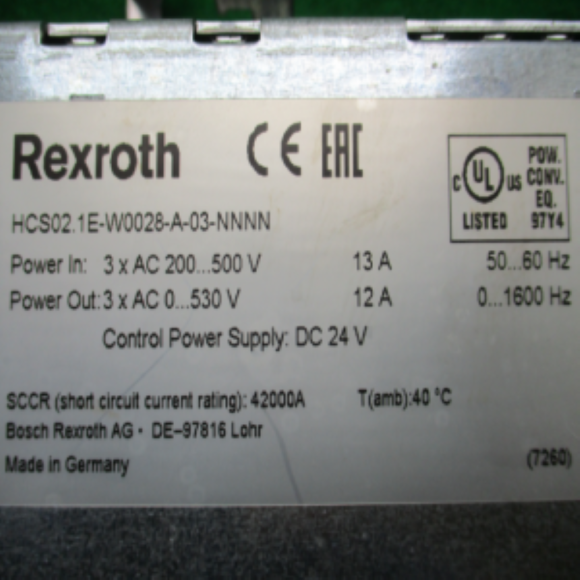 Rexroth CE EAC
C UL US LISTED POW. CONV. EQ. 97Y4
HCS02.1E-W0028-A-03-NNNN
Power In: 3 x AC 200...500 V 13 A 50...60 Hz
Power Out: 3 x AC 0...530 V 12 A 0...1600 Hz
Control Power Supply: DC 24 V
SCCR (short circuit current rating): 42000A T(amb):40 °C
Bosch Rexroth AG • DE–97816 Lohr
Made in Germany (7260)